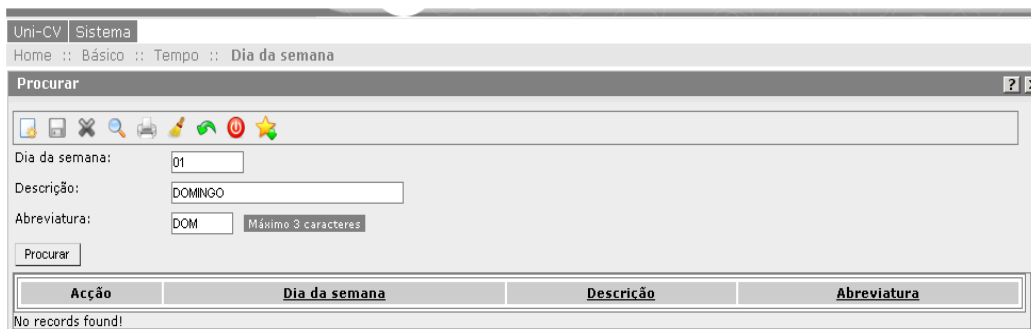 Uni-CV Sistema
Home :: Básico :: Tempo :: Dia da semana
Procurar ?
Dia da semana: 01
Descrição: DOMINGO
Abreviatura: DOM Máximo 3 caracteres
Procurar
Acção Dia da semana Descrição Abreviatura
No records found!